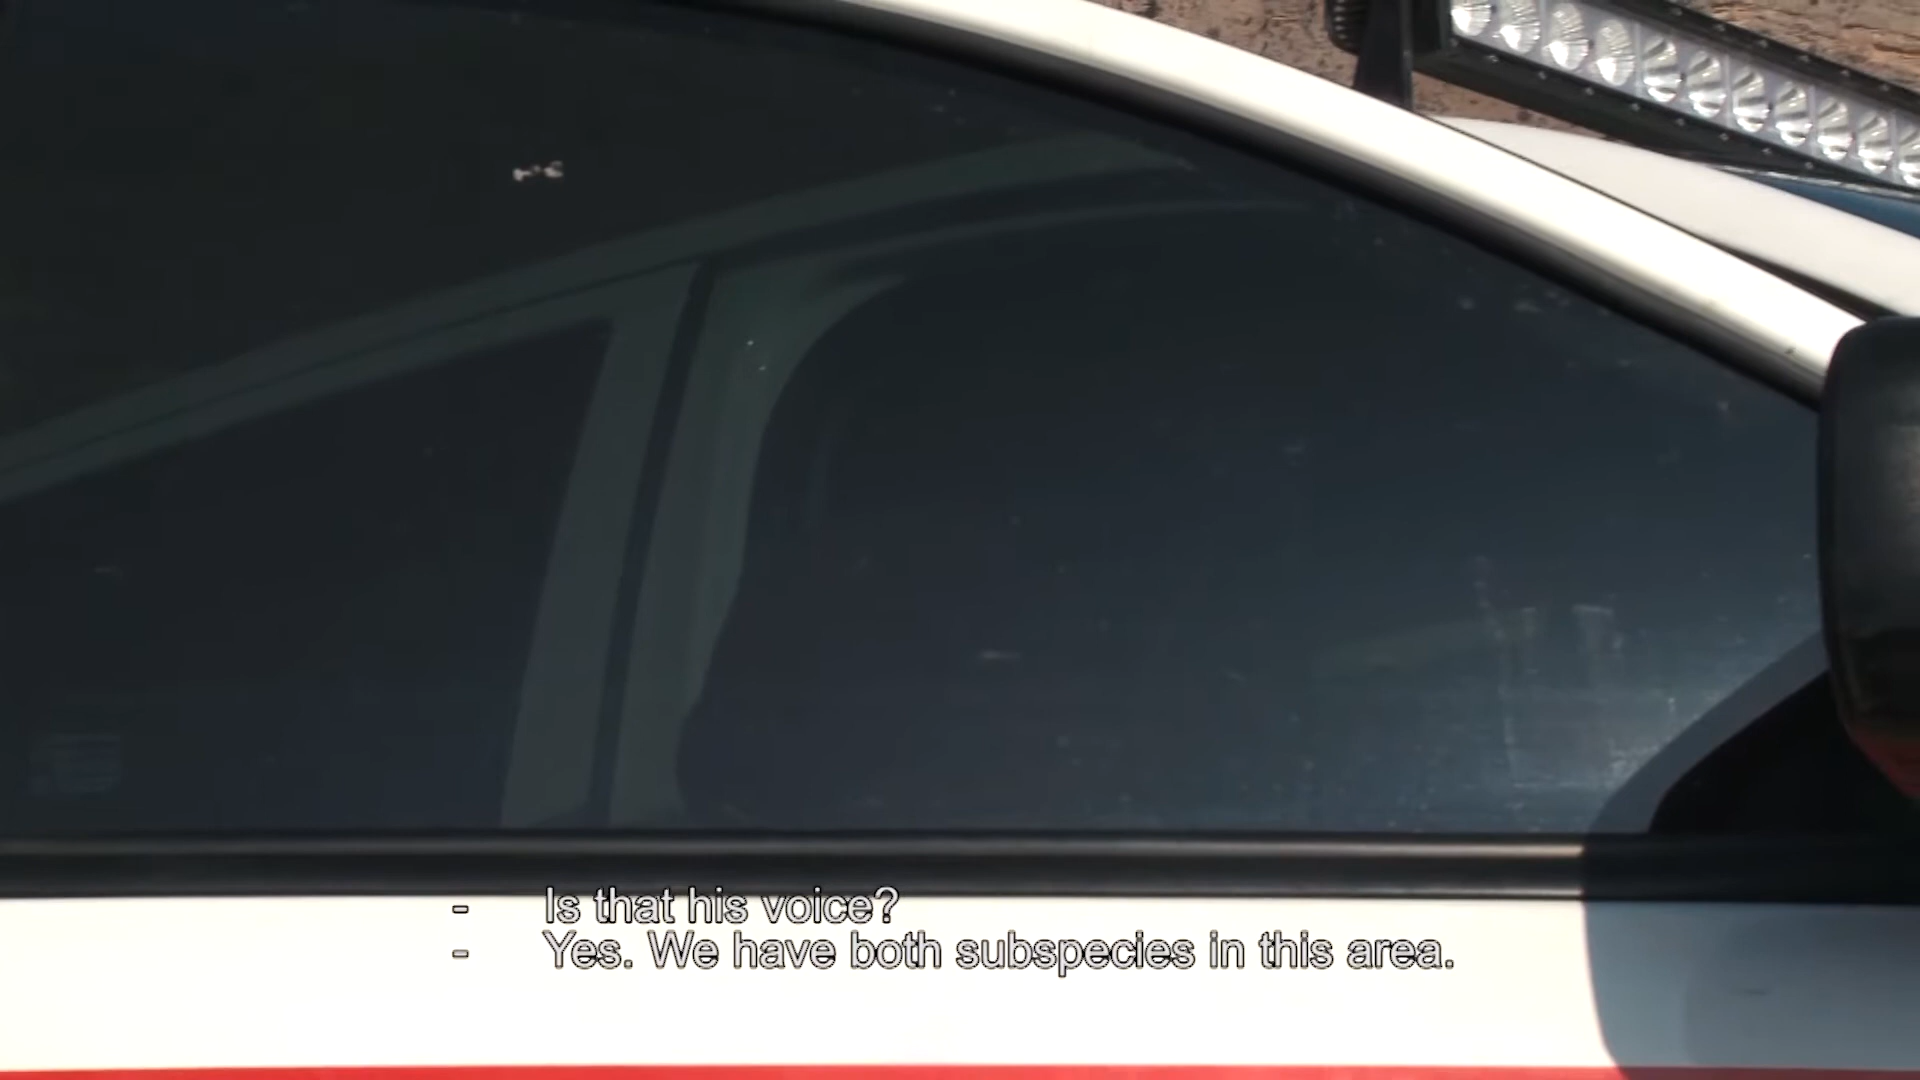 - Is that his voice?
- Yes. We have both subspecies in this area.